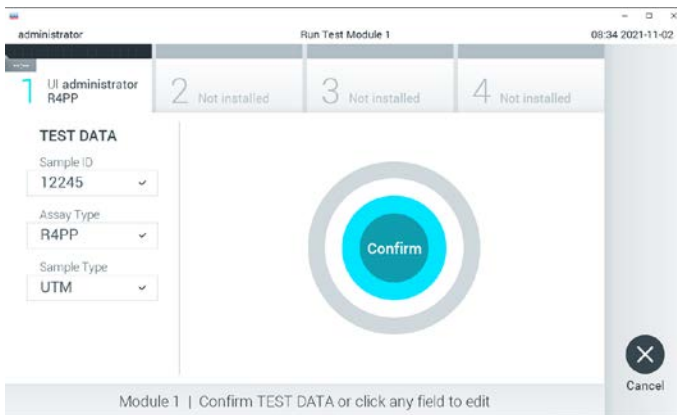 administrator
Run Test Module 1
08:34 2021-11-02
1
UI administrator
R4PP
2 Not installed
3 Not installed
4 Not installed
TEST DATA
Sample ID
12245
Assay Type
R4PP
Sample Type
UTM
Confirm
Cancel
Module 1 | Confirm TEST DATA or click any field to edit